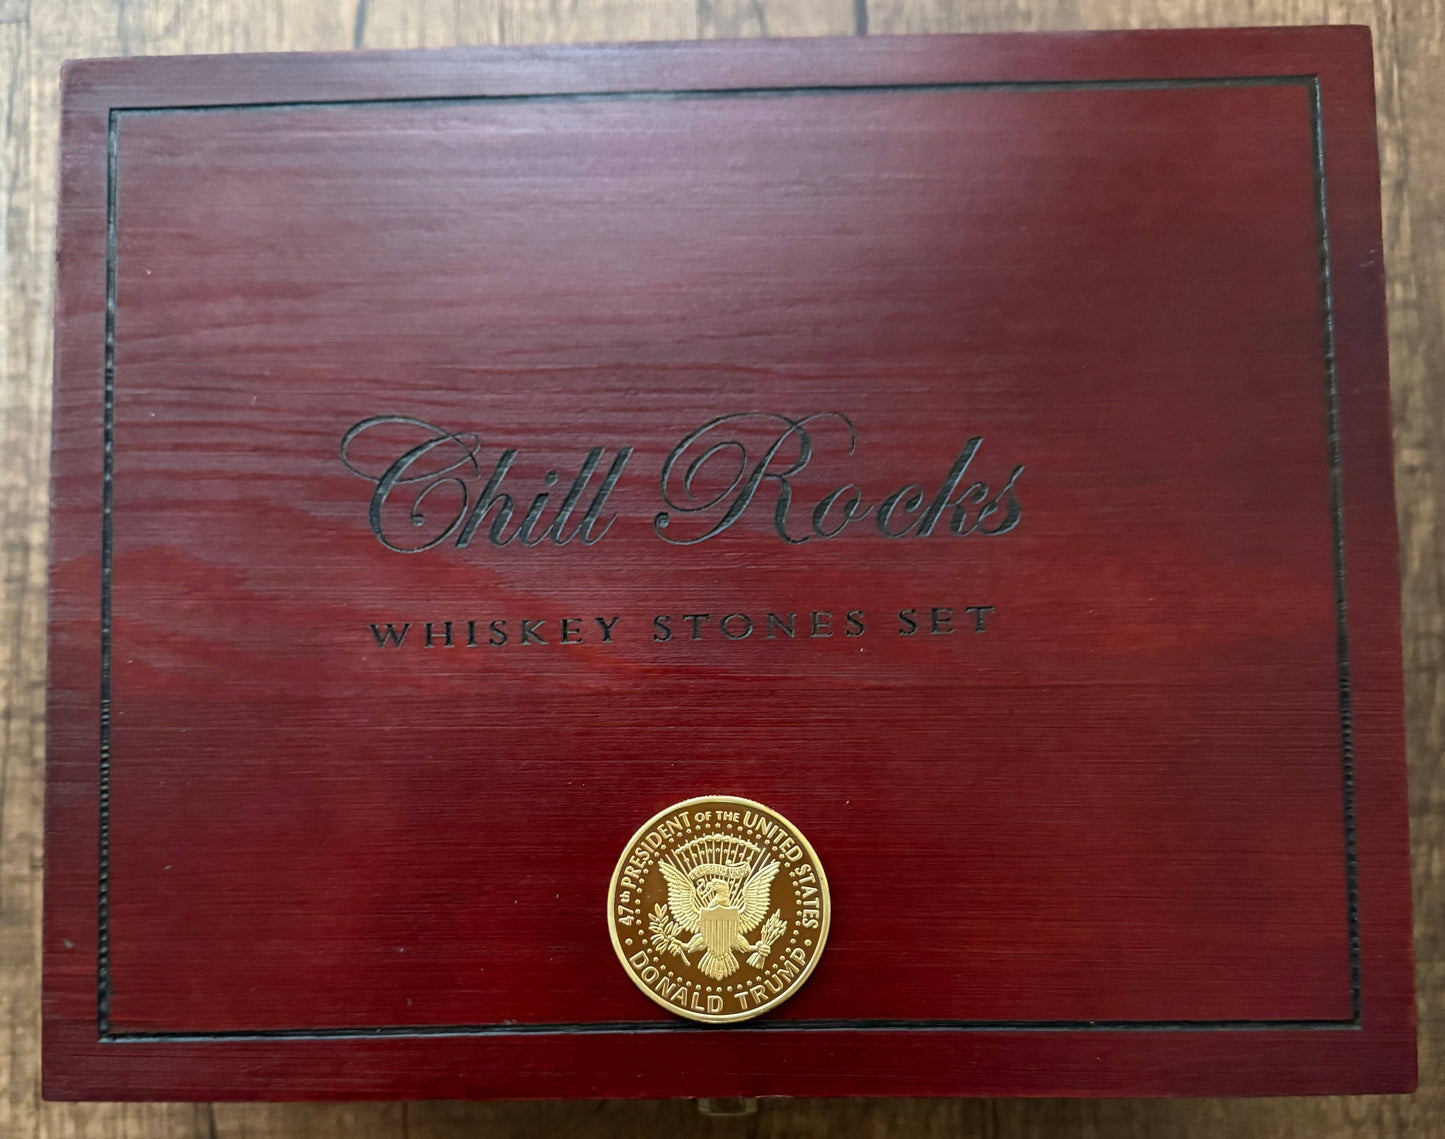 Chill Rocks
WHISKEY STONES SET
47th PRESIDENT OF THE UNITED STATES
DONALD TRUMP